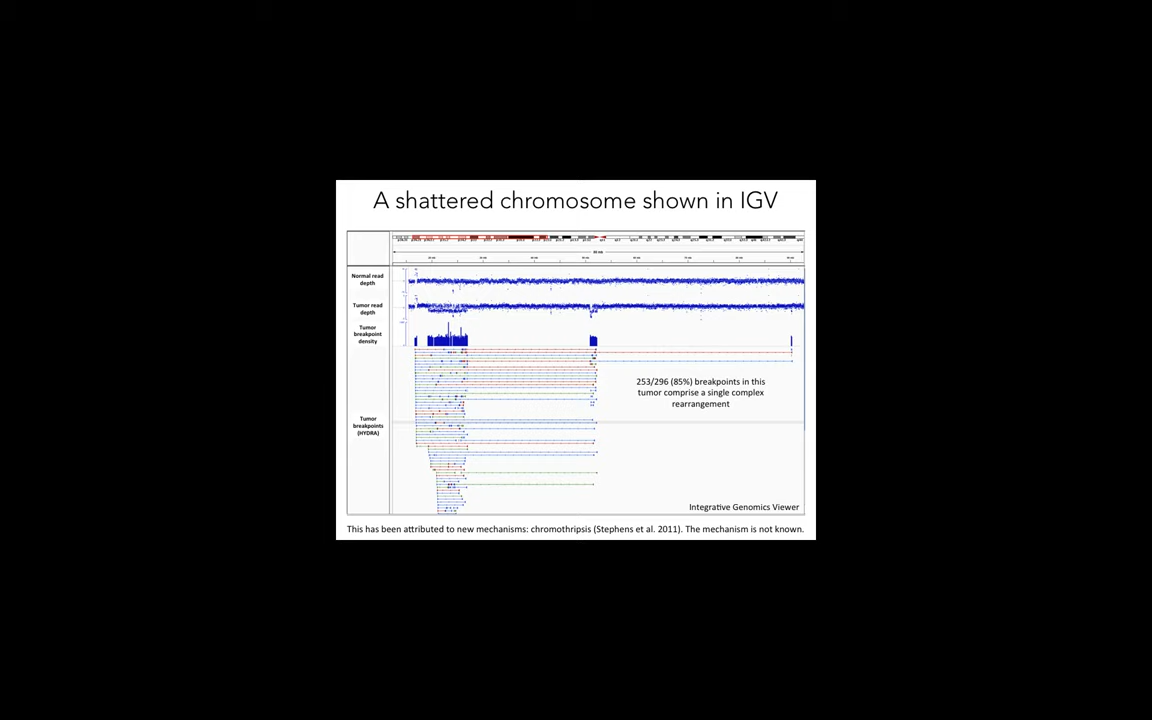 A shattered chromosome shown in IGV
Normal read
depth
Tumor read
depth
Tumor
breakpoint
density
253/296 (85%) breakpoints in this
tumor comprise a single complex
rearrangement
Tumor
breakpoints
(HYDRA)
Integrative Genomics Viewer
This has been attributed to new mechanisms: chromothripsis (Stephens et al. 2011). The mechanism is not known.